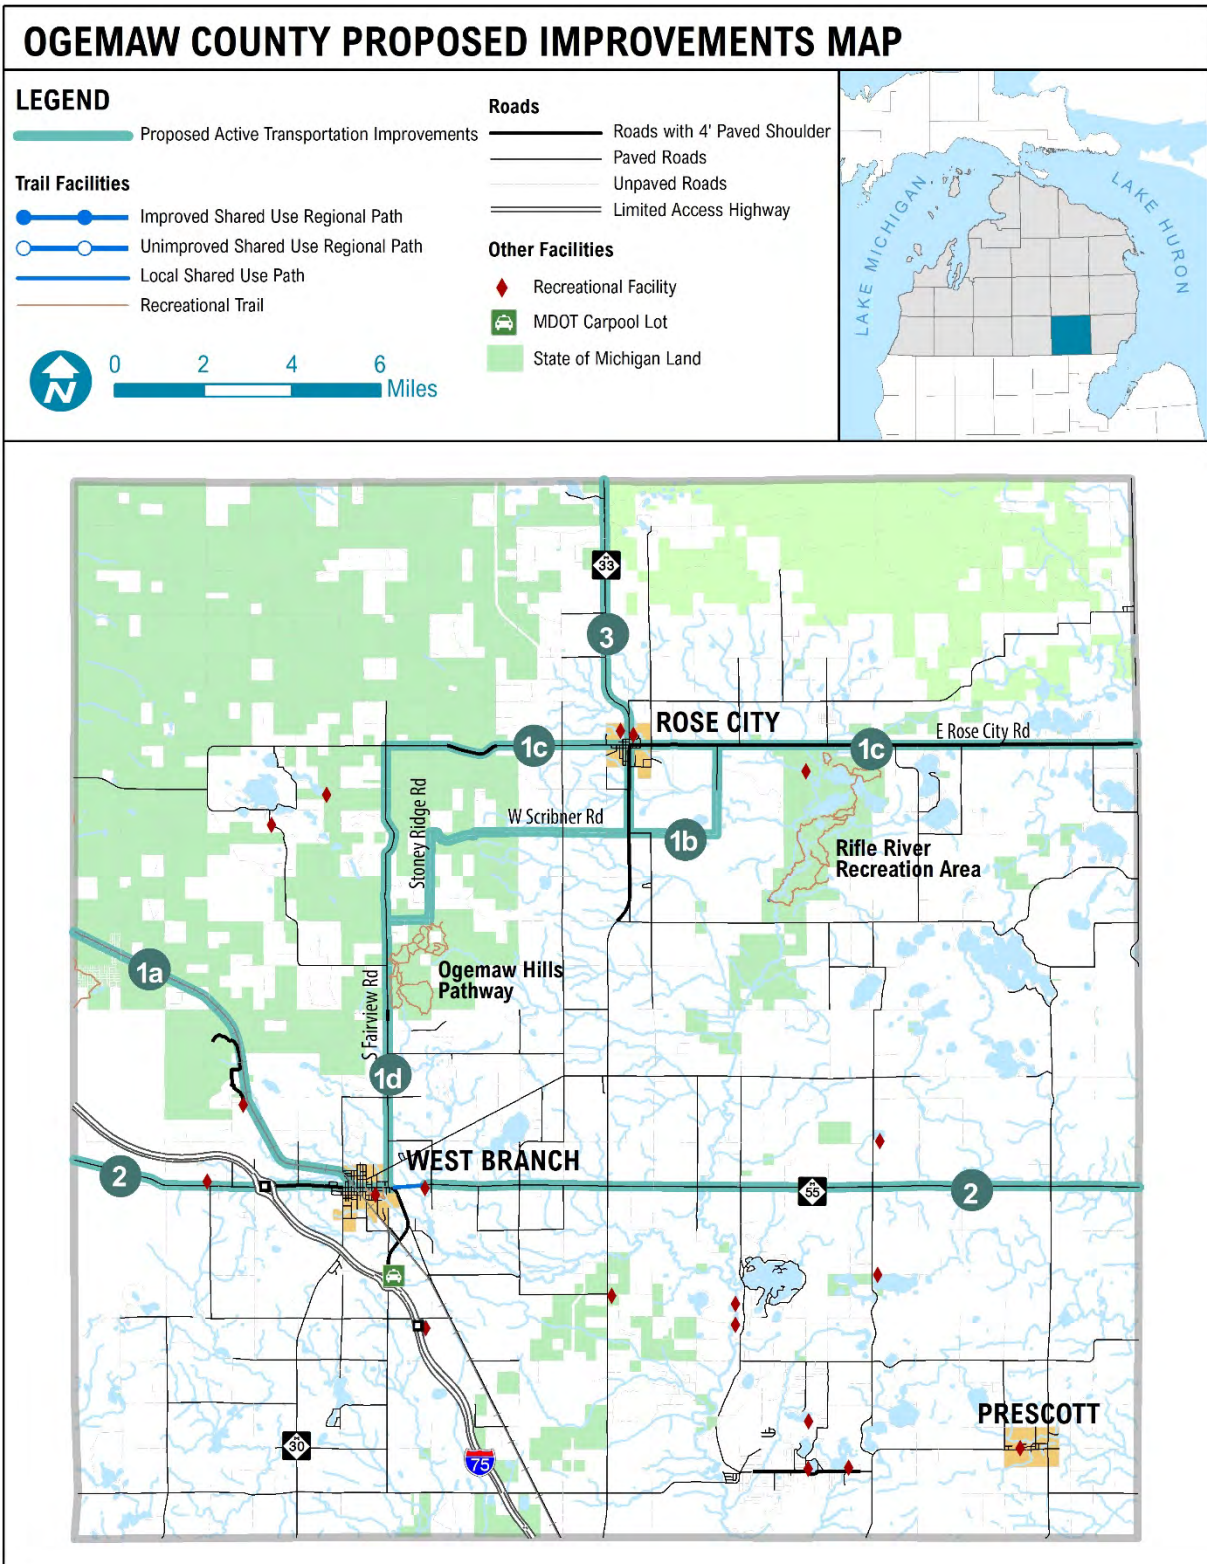 OGEMAW COUNTY PROPOSED IMPROVEMENTS MAP
LEGEND
Proposed Active Transportation Improvements
Trail Facilities
Improved Shared Use Regional Path
Unimproved Shared Use Regional Path
Local Shared Use Path
Recreational Trail
N
0 2 4 6
Miles
Roads
Roads with 4' Paved Shoulder
Paved Roads
Unpaved Roads
Limited Access Highway
Other Facilities
Recreational Facility
MDOT Carpool Lot
State of Michigan Land
LAKE MICHIGAN
LAKE HURON
M
33
3
ROSE CITY
E Rose City Rd
1c
1c
Stoney Ridge Rd
W Scribner Rd
1b
Rifle River
Recreation Area
1a
Ogemaw Hills
Pathway
S Fairview Rd
1d
WEST BRANCH
2
M
55
2
PRESCOTT
M
30
75